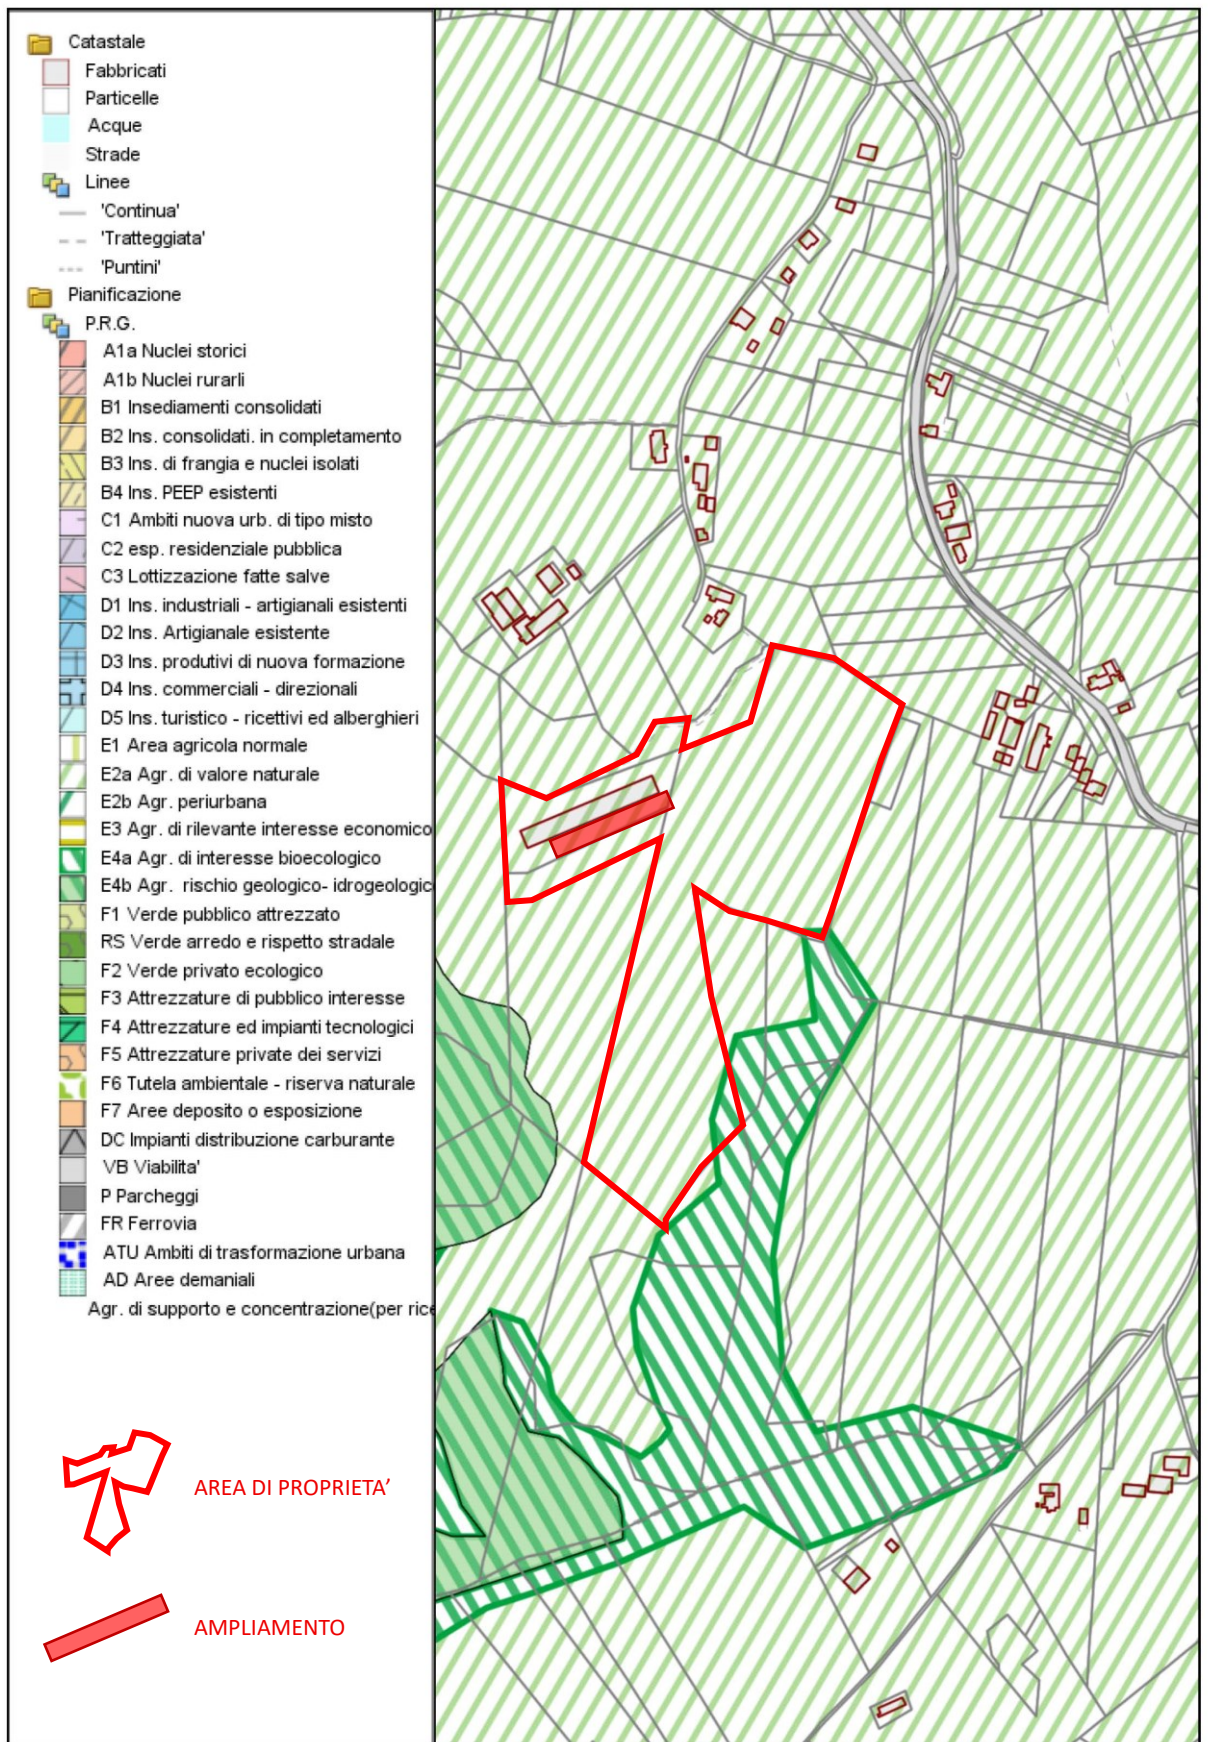 Catastale
Fabbricati
Particelle
Acque
Strade
Linee
'Continua'
'Tratteggiata'
'Puntini'
Pianificazione
P.R.G.
A1a Nuclei storici
A1b Nuclei rurarli
B1 Insediamenti consolidati
B2 Ins. consolidati. in completamento
B3 Ins. di frangia e nuclei isolati
B4 Ins. PEEP esistenti
C1 Ambiti nuova urb. di tipo misto
C2 esp. residenziale pubblica
C3 Lottizzazione fatte salve
D1 Ins. industriali - artigianali esistenti
D2 Ins. Artigianale esistente
D3 Ins. produtivi di nuova formazione
D4 Ins. commerciali - direzionali
D5 Ins. turistico - ricettivi ed alberghieri
E1 Area agricola normale
E2a Agr. di valore naturale
E2b Agr. periurbana
E3 Agr. di rilevante interesse economico
E4a Agr. di interesse bioecologico
E4b Agr. rischio geologico- idrogeologic
F1 Verde pubblico attrezzato
RS Verde arredo e rispetto stradale
F2 Verde privato ecologico
F3 Attrezzature di pubblico interesse
F4 Attrezzature ed impianti tecnologici
F5 Attrezzature private dei servizi
F6 Tutela ambientale - riserva naturale
F7 Aree deposito o esposizione
DC Impianti distribuzione carburante
VB Viabilita'
P Parcheggi
FR Ferrovia
ATU Ambiti di trasformazione urbana
AD Aree demaniali
Agr. di supporto e concentrazione(per rice
AREA DI PROPRIETA'
AMPLIAMENTO